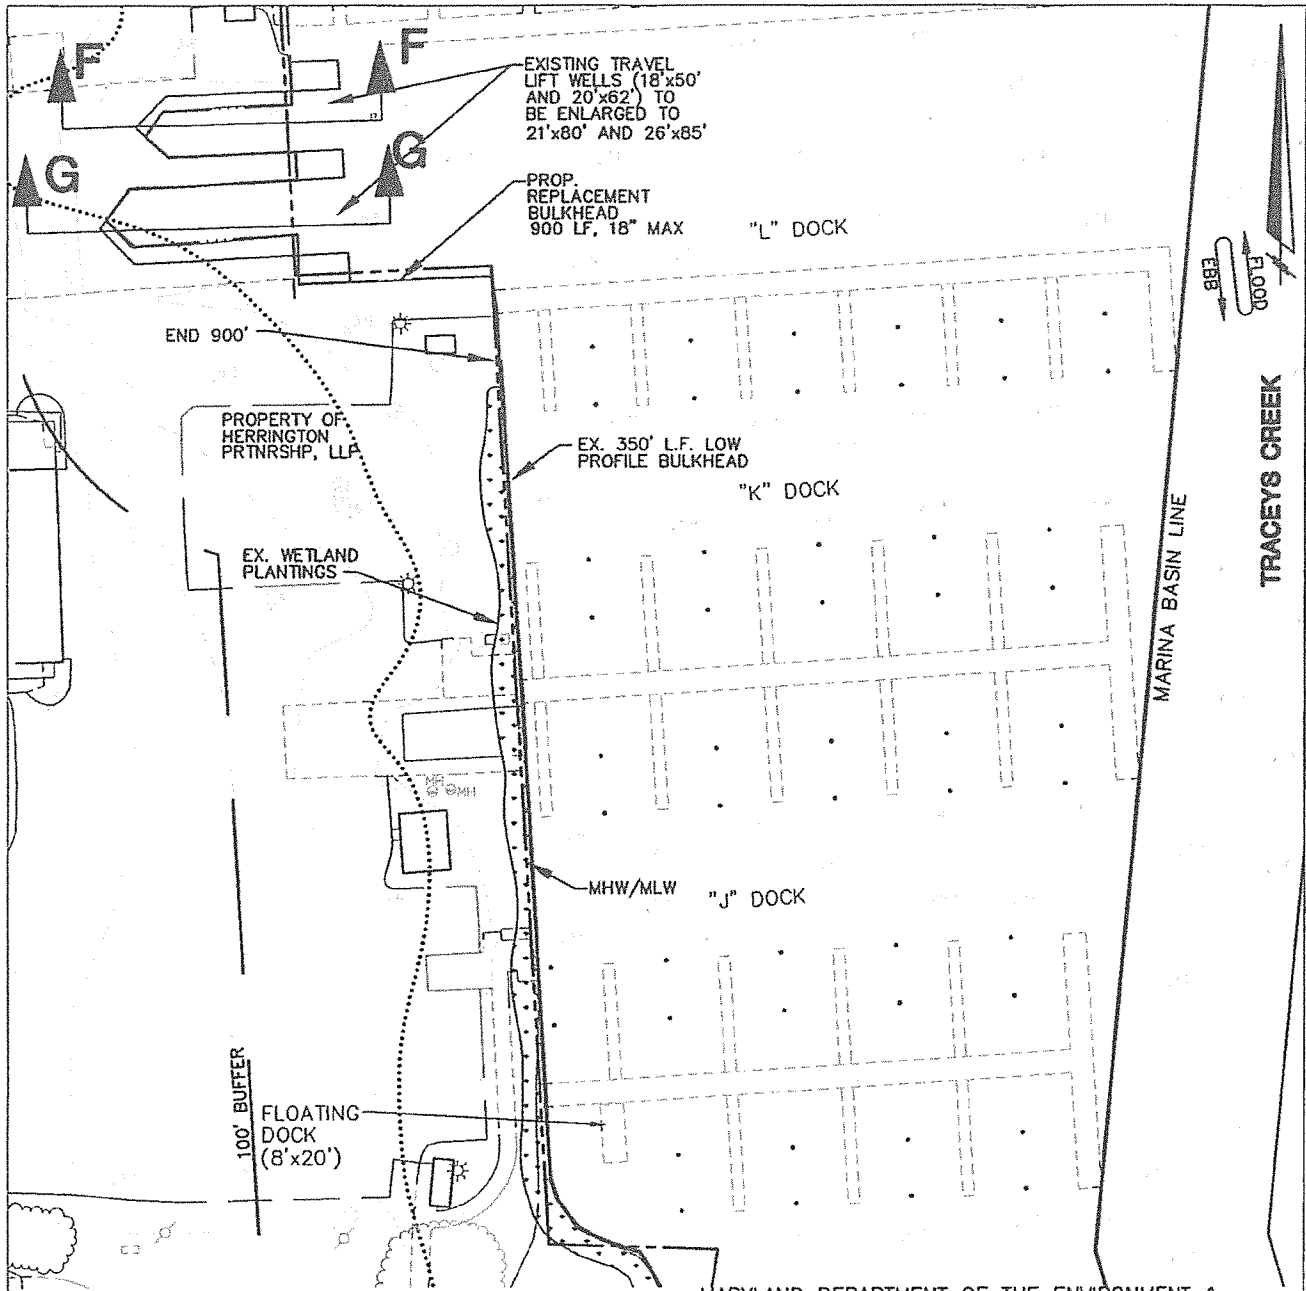 F
F
EXISTING TRAVEL
LIFT WELLS (18'x50'
AND 20'x62') TO
BE ENLARGED TO
21'x80' AND 26'x85'
G
G
PROP.
REPLACEMENT
BULKHEAD
900 LF, 18" MAX
"L" DOCK
FLOOD
EBB
END 900'
TRACEYS CREEK
PROPERTY OF
HERRINGTON
PRTNRSHP, LLP
EX. 350' L.F. LOW
PROFILE BULKHEAD
"K" DOCK
MARINA BASIN LINE
EX. WETLAND
PLANTINGS
MH
MH
MHW/MLW
"J" DOCK
100' BUFFER
FLOATING
DOCK
(8'x20')
MARYLAND DEPARTMENT OF THE ENVIRONMENT &